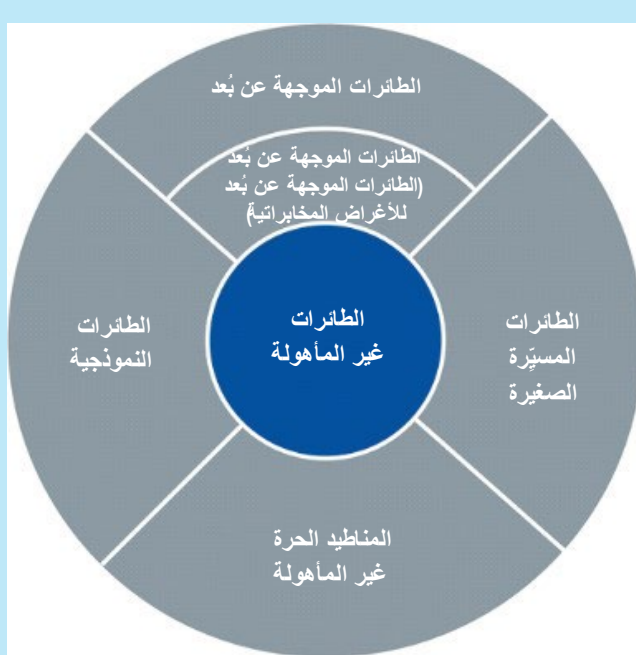 الطائرات الموجهة عن بُعد
الطائرات الموجهة عن بُعد
(الطائرات الموجهة عن بُعد
للأغراض المخابراتية)
الطائرات
المسيِّرة
الصغيرة
الطائرات
غير المأهولة
الطائرات
النموذجية
المناطيد الحرة
غير المأهولة